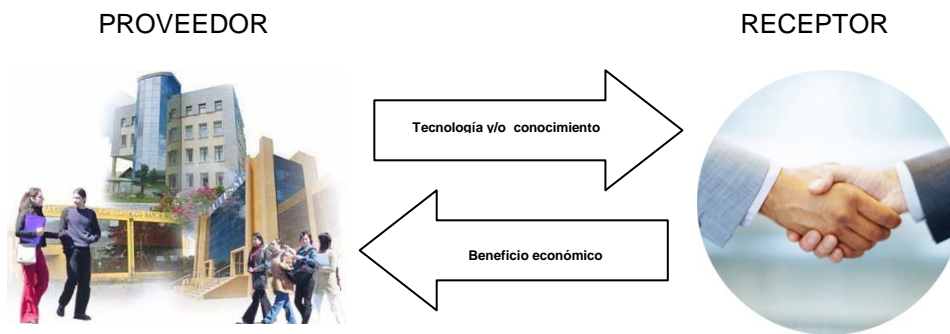 PROVEEDOR
RECEPTOR
Tecnología y/o conocimiento
Beneficio económico